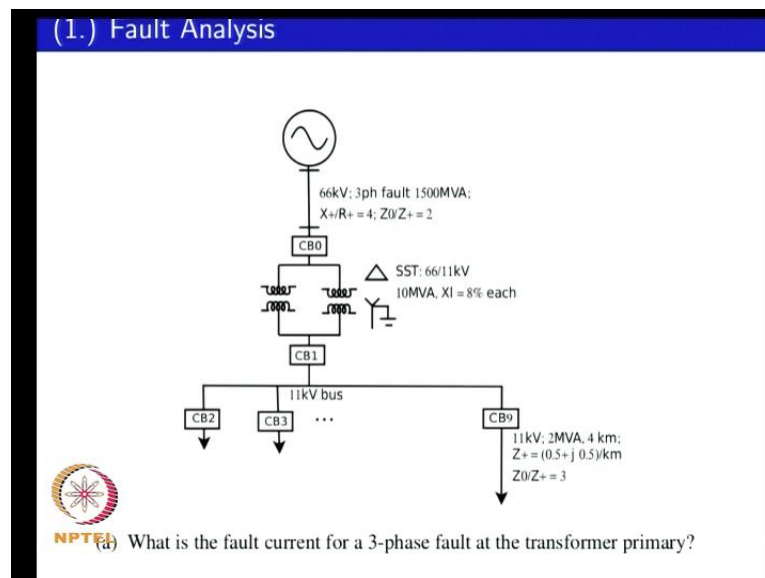 (1.) Fault Analysis
66kV; 3ph fault 1500MVA;
X+/R+ = 4; Z0/Z+ = 2
CB0
SST: 66/11kV
10MVA, Xl = 8% each
CB1
11kV bus
CB2
CB3
...
CB9
11kV; 2MVA, 4 km;
Z+ = (0.5+j 0.5)/km
Z0/Z+ = 3
NPTEL
(a) What is the fault current for a 3-phase fault at the transformer primary?